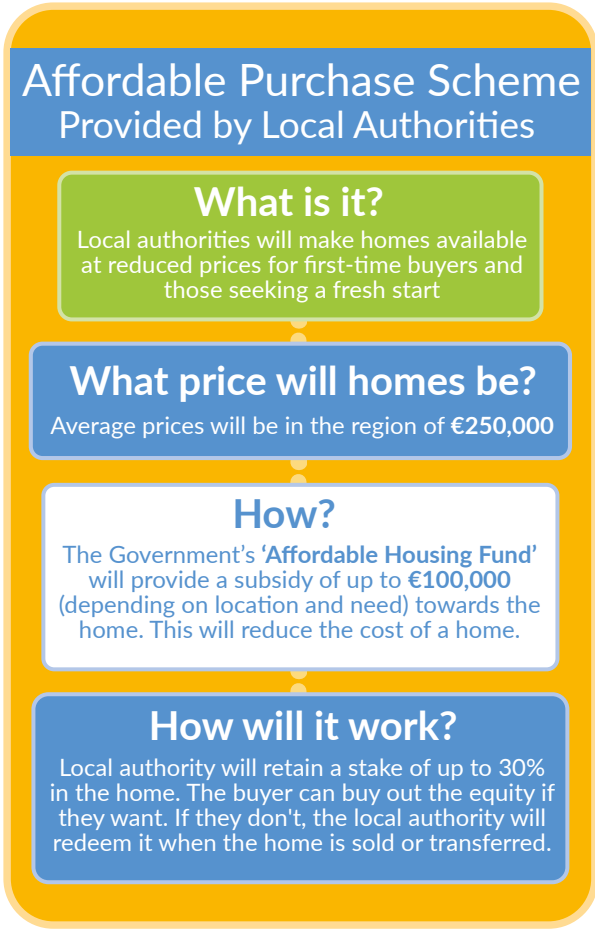 Affordable Purchase Scheme
Provided by Local Authorities
What is it?
Local authorities will make homes available
at reduced prices for first-time buyers and
those seeking a fresh start
What price will homes be?
Average prices will be in the region of €250,000
How?
The Government's ‘Affordable Housing Fund’
will provide a subsidy of up to €100,000
(depending on location and need) towards the
home. This will reduce the cost of a home.
How will it work?
Local authority will retain a stake of up to 30%
in the home. The buyer can buy out the equity if
they want. If they don't, the local authority will
redeem it when the home is sold or transferred.